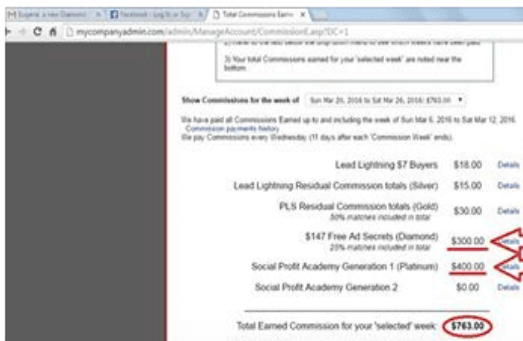 Eugene a new Diamond
Facebook - Log In or Sig
Total Commissions Earn
mycompanyadmin.com/admin/ManageAccount/CommissionE.asp?DC=1
3) Your total Commissions earned for your 'selected week' are noted near the
bottom.
Show Commissions for the week of Sun Mar 20, 2016 to Sat Mar 26, 2016: $763.00
We have paid all Commissions Earned up to and including the week of Sun Mar 6, 2016 to Sat Mar 12, 2016.
Commission payments history
We pay Commissions every Wednesday (11 days after each 'Commission Week' ends).
Lead Lightning $7 Buyers $18.00 Details
Lead Lightning Residual Commission totals (Silver) $15.00 Details
PLS Residual Commission totals (Gold) $30.00 Details
50% matches included in total
$147 Free Ad Secrets (Diamond) $300.00 Details
25% matches included in total
Social Profit Academy Generation 1 (Platinum) $400.00 Details
Social Profit Academy Generation 2 $0.00 Details
Total Earned Commission for your 'selected' week: $763.00